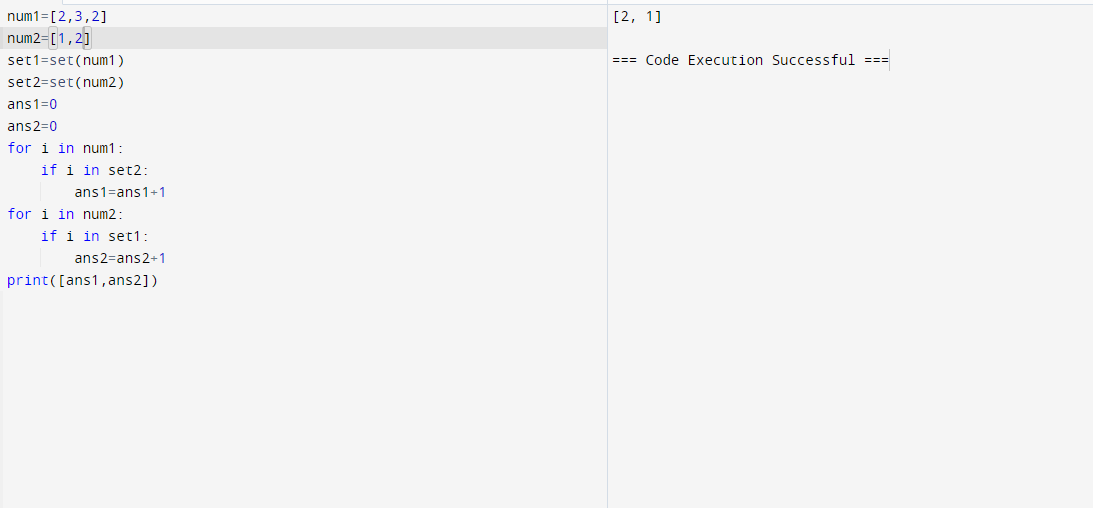 num1=[2,3,2]
num2=[1,2]
set1=set(num1)
set2=set(num2)
ans1=0
ans2=0
for i in num1:
    if i in set2:
        ans1=ans1+1
for i in num2:
    if i in set1:
        ans2=ans2+1
print([ans1,ans2])
[2, 1]
=== Code Execution Successful ===